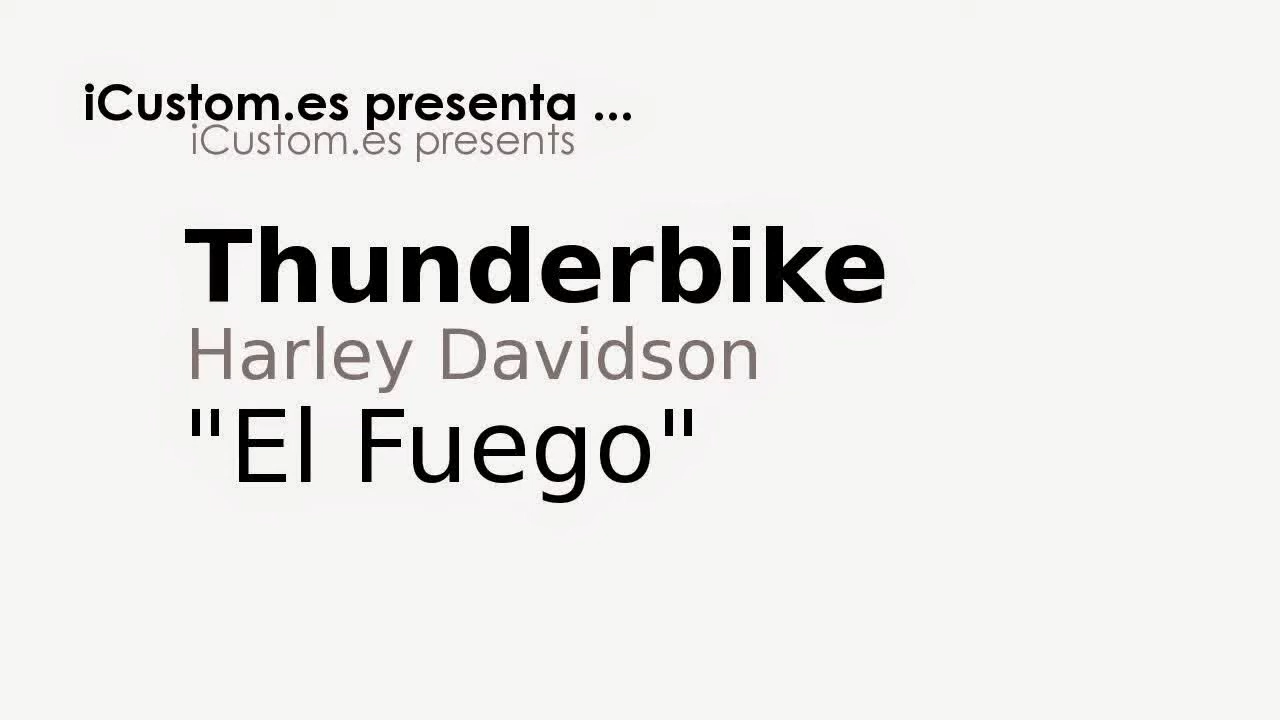 iCustom.es presenta ...
iCustom.es presents
Thunderbike
Harley Davidson
"El Fuego"